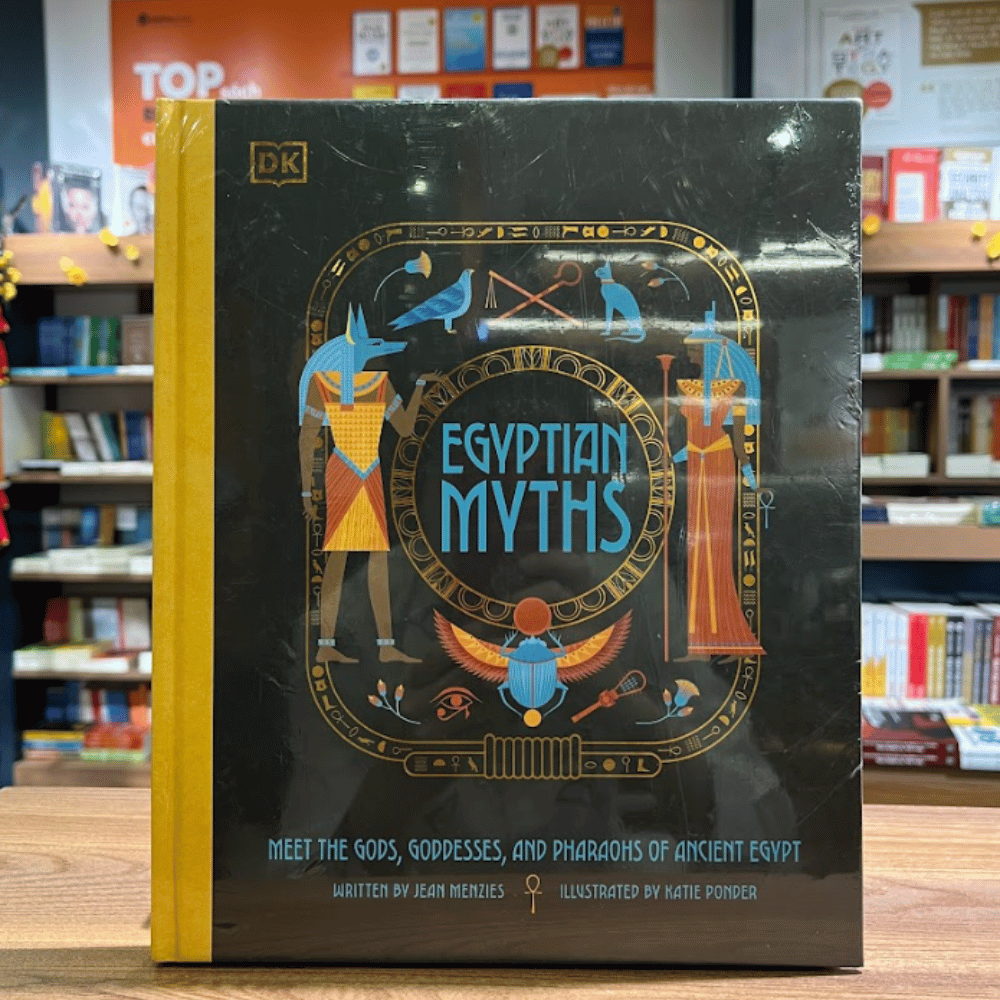 TOP
DK
EGYPTIAN
MYTHS
MEET THE GODS, GODDESSES, AND PHARAOHS OF ANCIENT EGYPT
WRITTEN BY JEAN MENZIES ILLUSTRATED BY KATIE PONDER